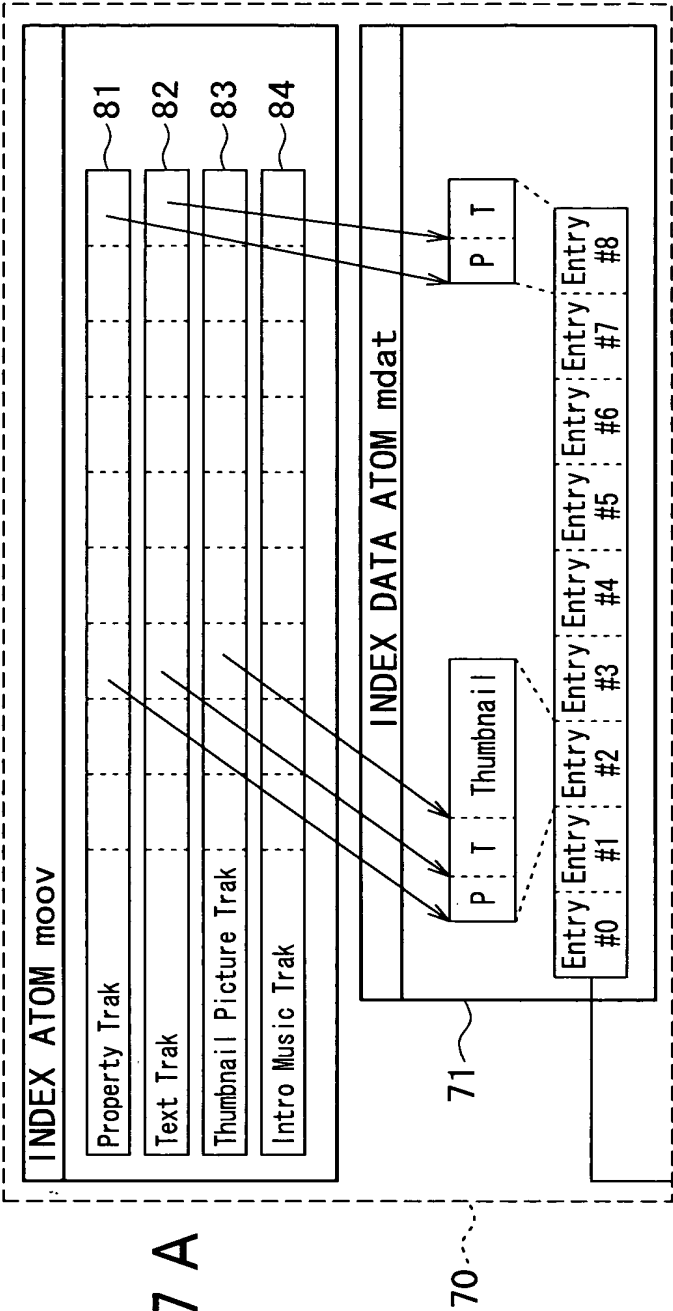 7 A
INDEX ATOM moov
Property Trak
81
Text Trak
82
Thumbnail Picture Trak
83
Intro Music Trak
84
70
71
INDEX DATA ATOM mdat
P T Thumbnail
P T
Entry #0
Entry #1
Entry #2
Entry #3
Entry #4
Entry #5
Entry #6
Entry #7
Entry #8